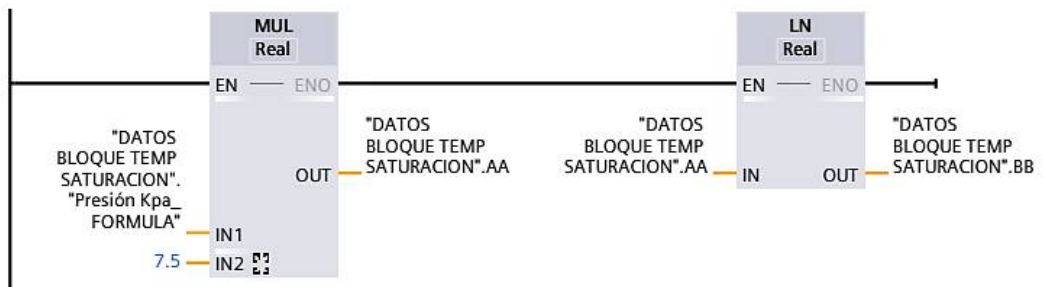 MUL
Real
EN
ENO
"DATOS
BLOQUE TEMP
SATURACION".
"Presión Kpa_
FORMULA"
IN1
7.5
IN2
OUT
"DATOS
BLOQUE TEMP
SATURACION".AA
LN
Real
EN
ENO
"DATOS
BLOQUE TEMP
SATURACION".AA
IN
OUT
"DATOS
BLOQUE TEMP
SATURACION".BB